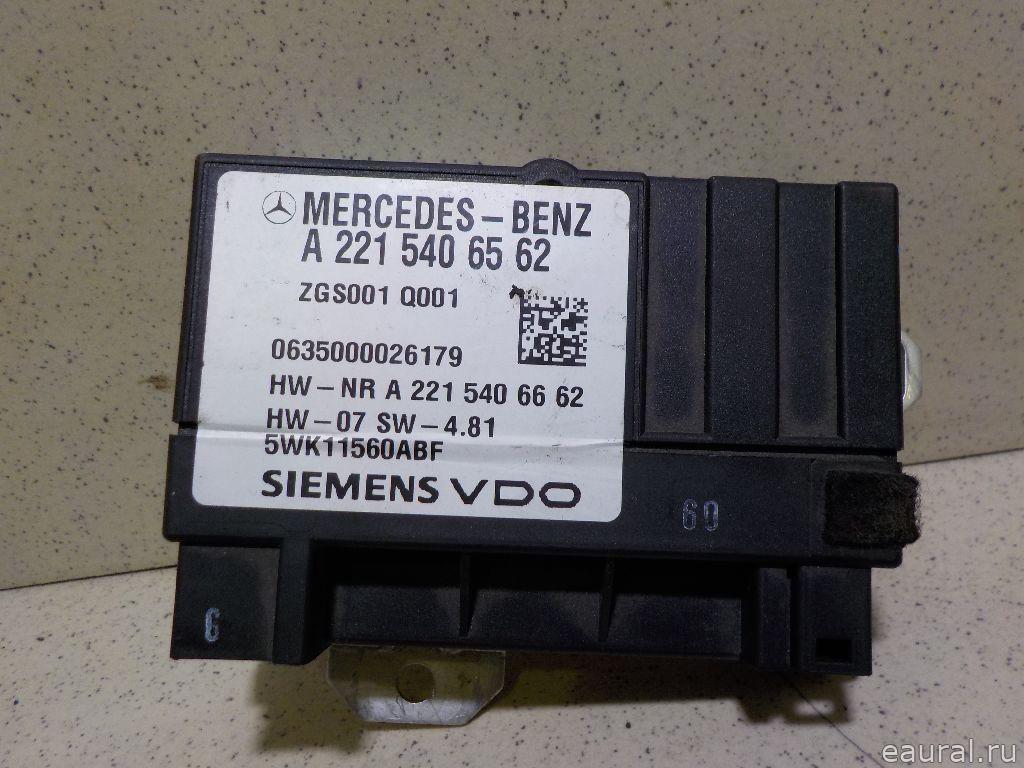 MERCEDES-BENZ
A 221 540 65 62
ZGS001 Q001
0635000026179
HW-NR A 221 540 66 62
HW-07 SW-4.81
5WK11560ABF
SIEMENS VDO
60
G
eaural.ru